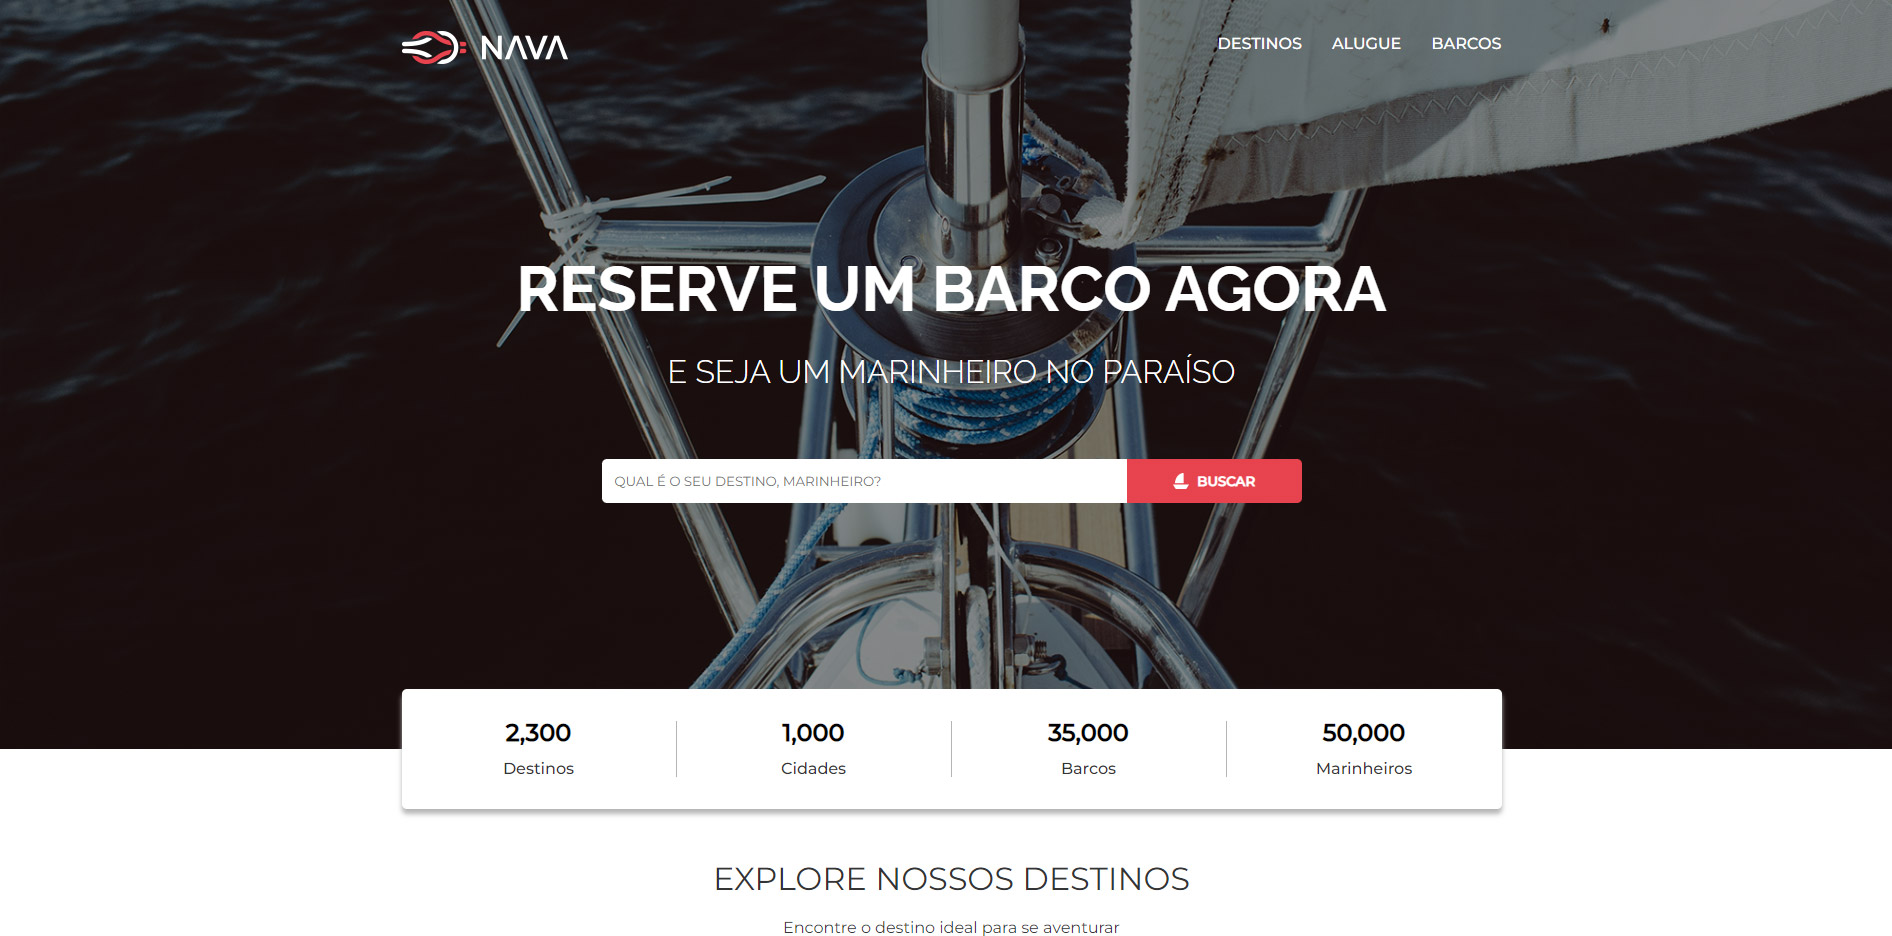 NAVA
DESTINOS ALUGUE BARCOS
RESERVE UM BARCO AGORA
E SEJA UM MARINHEIRO NO PARAÍSO
QUAL É O SEU DESTINO, MARINHEIRO?
BUSCAR
2,300
Destinos
1,000
Cidades
35,000
Barcos
50,000
Marinheiros
EXPLORE NOSSOS DESTINOS
Encontre o destino ideal para se aventurar